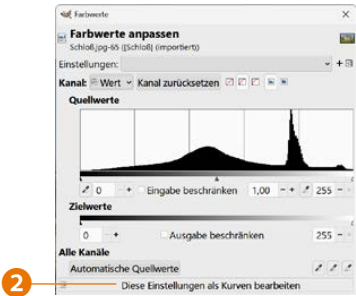 Farbwerte
Farbwerte anpassen
Schloß.jpg-65 ([Schloß] (importiert))
Einstellungen:
Kanal: Wert Kanal zurücksetzen
Quellwerte
0 - + Eingabe beschränken 1,00 - + 255 -
Zielwerte
0 - + Ausgabe beschränken 255 -
Alle Kanäle
Automatische Quellwerte
2 Diese Einstellungen als Kurven bearbeiten